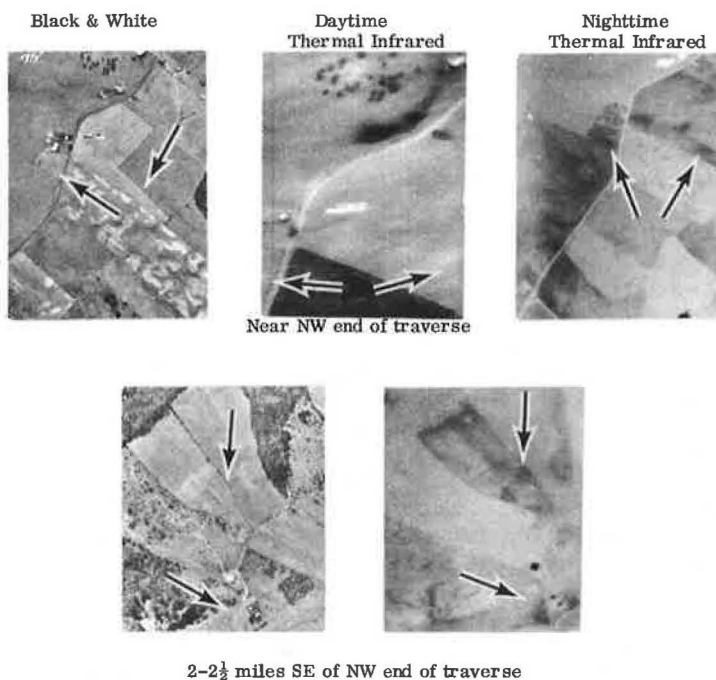 Black & White
Daytime
Thermal Infrared
Nighttime
Thermal Infrared
Near NW end of traverse
2-2½ miles SE of NW end of traverse